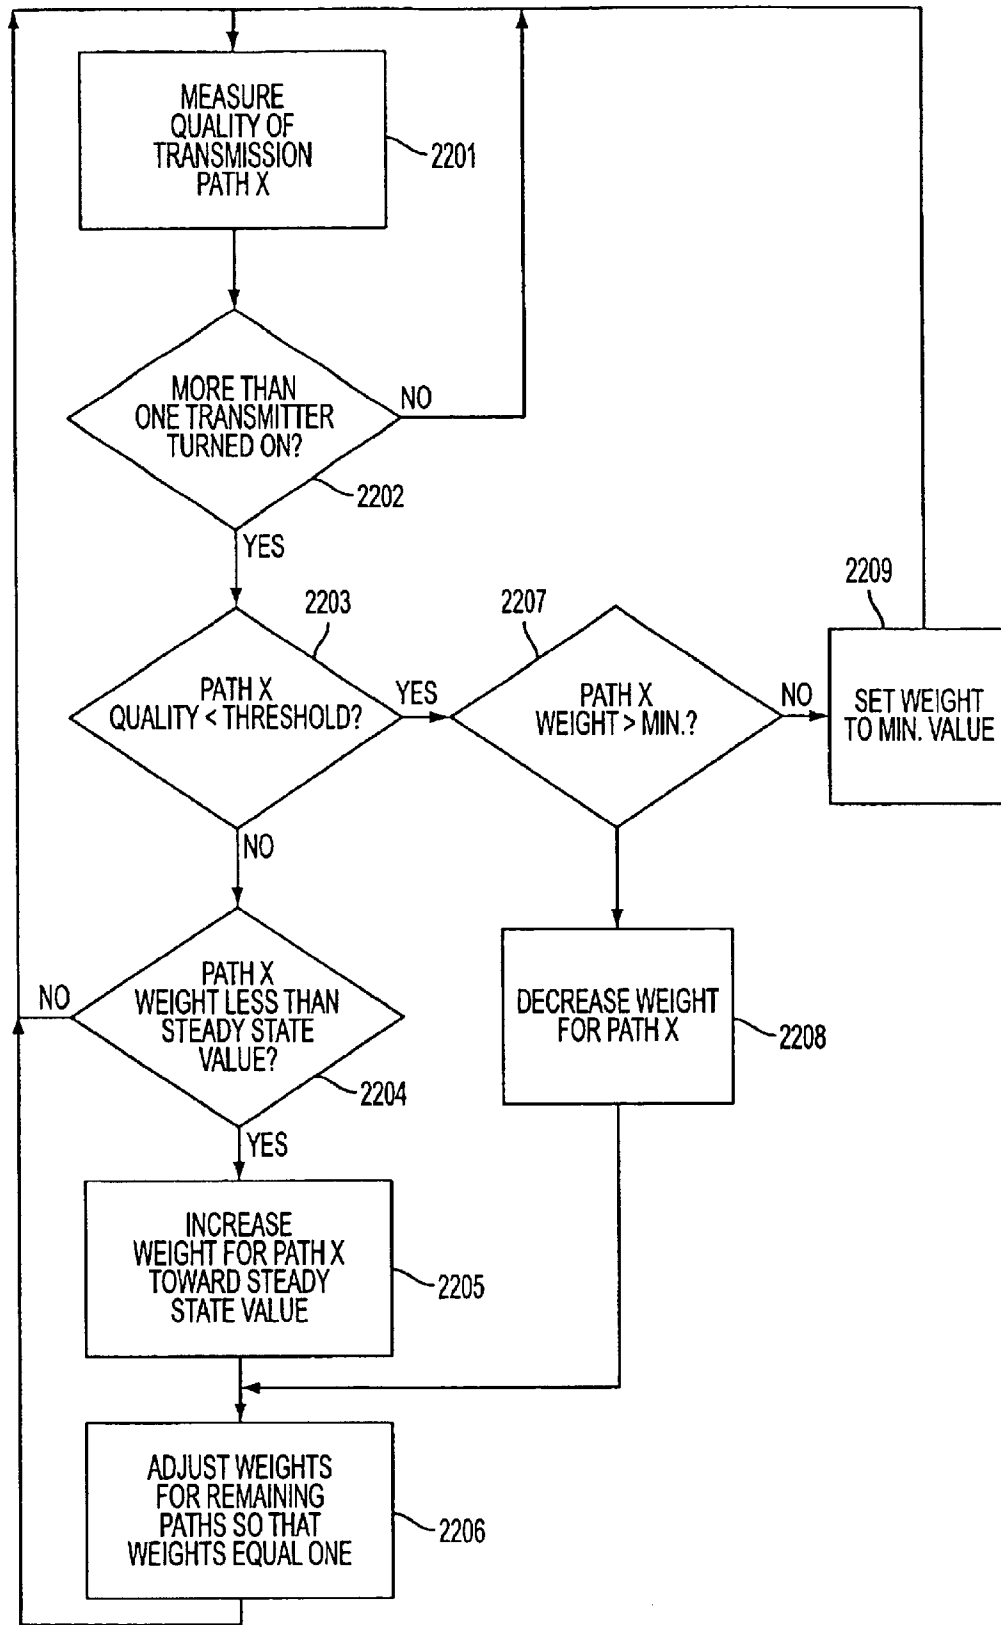 MEASURE
QUALITY OF
TRANSMISSION
PATH X
2201
MORE THAN
ONE TRANSMITTER
TURNED ON?
NO
2202
YES
2203
PATH X
QUALITY < THRESHOLD?
YES
2207
PATH X
WEIGHT > MIN.?
NO
2209
SET WEIGHT
TO MIN. VALUE
NO
PATH X
WEIGHT LESS THAN
STEADY STATE
VALUE?
NO
2204
YES
DECREASE WEIGHT
FOR PATH X
2208
INCREASE
WEIGHT FOR PATH X
TOWARD STEADY
STATE VALUE
2205
ADJUST WEIGHTS
FOR REMAINING
PATHS SO THAT
WEIGHTS EQUAL ONE
2206